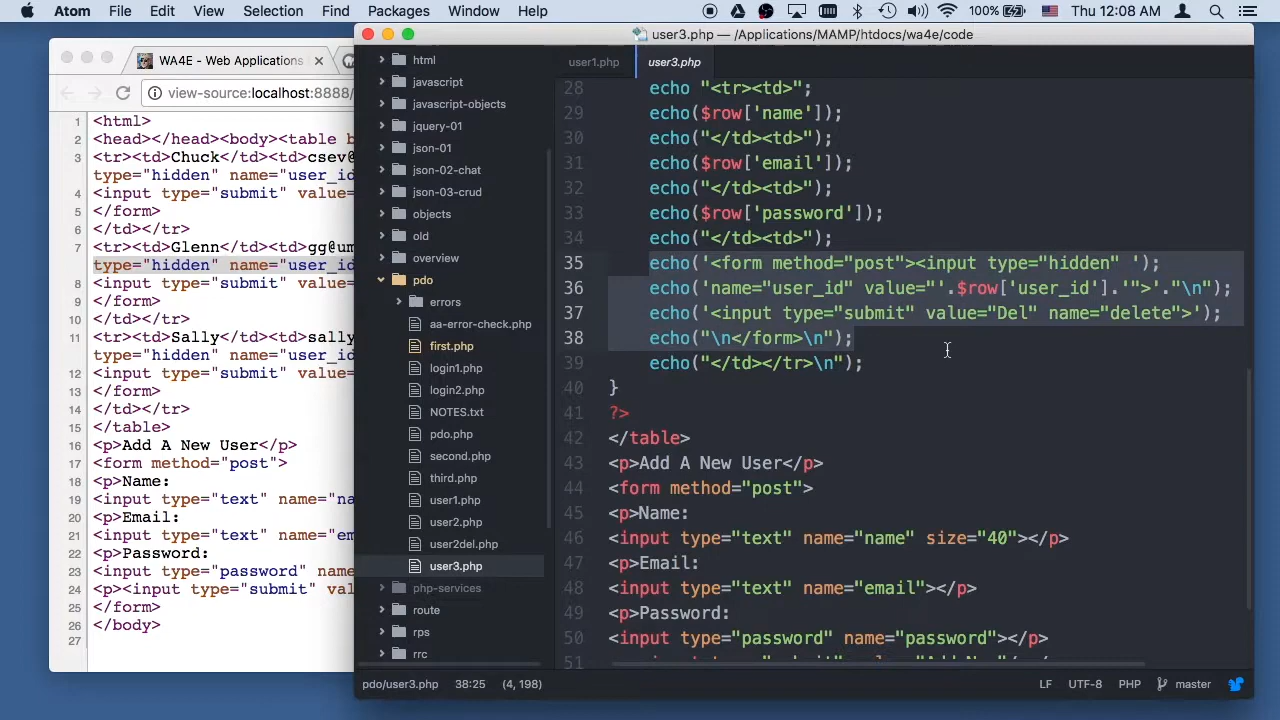 Atom File Edit View Selection Find Packages Window Help 100% Thu 12:08 AM
WA4E - Web Applications
view-source:localhost:8888/
1 <html>
2 <head></head><body><table b
3 <tr><td>Chuck</td><td>csev@
type="hidden" name="user_id
4 <input type="submit" value=
5 </form>
6 </td></tr>
7 <tr><td>Glenn</td><td>gg@um
type="hidden" name="user_id
8 <input type="submit" value=
9 </form>
10 </td></tr>
11 <tr><td>Sally</td><td>sally
type="hidden" name="user_id
12 <input type="submit" value=
13 </form>
14 </td></tr>
15 </table>
16 <p>Add A New User</p>
17 <form method="post">
18 <p>Name:
19 <input type="text" name="na
20 <p>Email:
21 <input type="text" name="em
22 <p>Password:
23 <input type="password" name
24 <p><input type="submit" val
25 </form>
26 </body>
27
user3.php — /Applications/MAMP/htdocs/wa4e/code
html
javascript
javascript-objects
jquery-01
json-01
json-02-chat
json-03-crud
objects
old
overview
pdo
errors
aa-error-check.php
first.php
login1.php
login2.php
NOTES.txt
pdo.php
second.php
third.php
user1.php
user2.php
user2del.php
user3.php
php-services
route
rps
rrc
user1.php user3.php
28 echo "<tr><td>";
29 echo($row['name']);
30 echo("</td><td>");
31 echo($row['email']);
32 echo("</td><td>");
33 echo($row['password']);
34 echo("</td><td>");
35 echo('<form method="post"><input type="hidden" ');
36 echo('name="user_id" value="'.$row['user_id'].'">'."\n");
37 echo('<input type="submit" value="Del" name="delete">');
38 echo("\n</form>\n");
39 echo("</td></tr>\n");
40 }
41 ?>
42 </table>
43 <p>Add A New User</p>
44 <form method="post">
45 <p>Name:
46 <input type="text" name="name" size="40"></p>
47 <p>Email:
48 <input type="text" name="email"></p>
49 <p>Password:
50 <input type="password" name="password"></p>
51
pdo/user3.php 38:25 (4, 198) LF UTF-8 PHP master